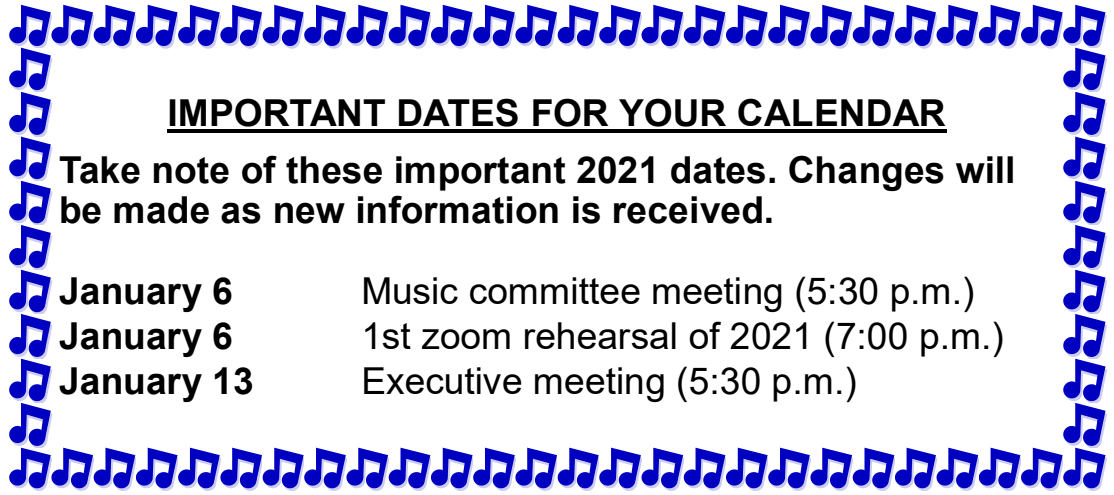 IMPORTANT DATES FOR YOUR CALENDAR
Take note of these important 2021 dates. Changes will
be made as new information is received.
January 6 Music committee meeting (5:30 p.m.)
January 6 1st zoom rehearsal of 2021 (7:00 p.m.)
January 13 Executive meeting (5:30 p.m.)